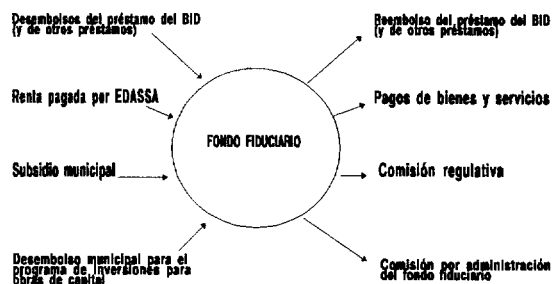 Desembolsos del préstamo del BID
(y de otros préstamos)
Reembolso del préstamo del BID
(y de otros préstamos)
Renta pagada por EDASSA
Pagos de bienes y servicios
FONDO FIDUCIARIO
Subsidio municipal
Comisión regulativa
Desembolso municipal para el
programa de inversiones para
obras de capital
Comisión por administración
del fondo fiduciario